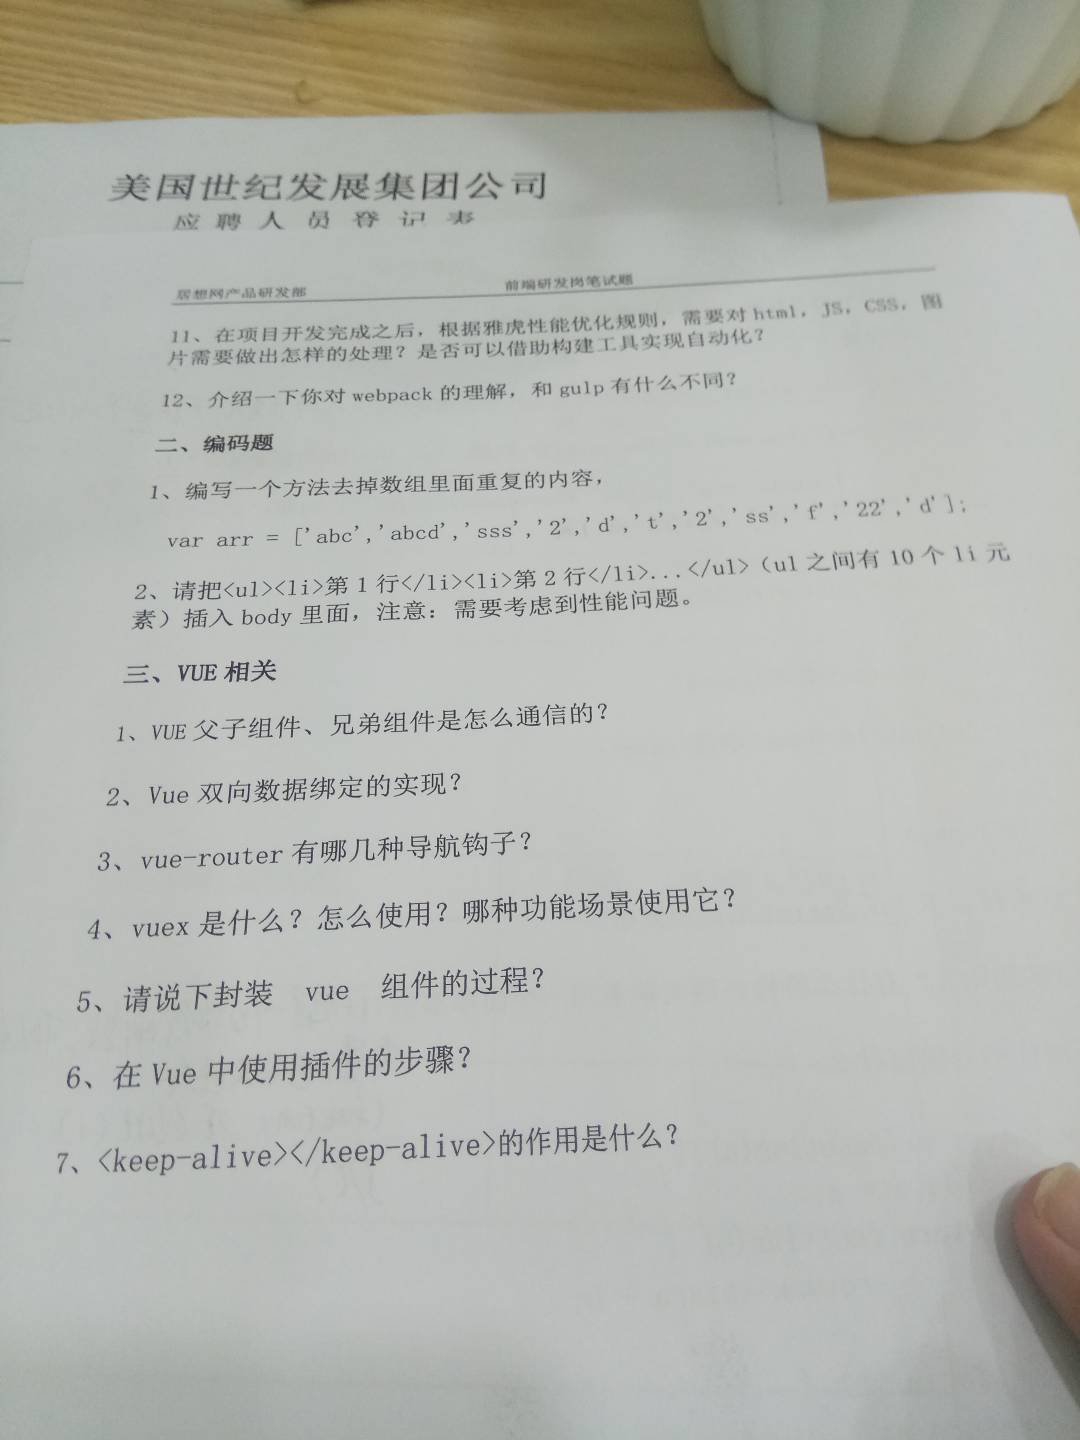 美国世纪发展集团公司
应聘人员登记表
居想网产品研发部 前端研发岗笔试题
11、在项目开发完成之后，根据雅虎性能优化规则，需要对 html，JS，CSS，图
片需要做出怎样的处理？是否可以借助构建工具实现自动化？
12、介绍一下你对 webpack 的理解，和 gulp 有什么不同？
二、编码题
1、编写一个方法去掉数组里面重复的内容，
var arr = ['abc','abcd','sss','2','d','t','2','ss','f','22','d'];
2、请把<ul><li>第 1 行</li><li>第 2 行</li>...</ul>（ul 之间有 10 个 li 元
素）插入 body 里面，注意：需要考虑到性能问题。
三、VUE 相关
1、VUE 父子组件、兄弟组件是怎么通信的？
2、Vue 双向数据绑定的实现？
3、vue-router 有哪几种导航钩子？
4、vuex 是什么？怎么使用？哪种功能场景使用它？
5、请说下封装 vue 组件的过程？
6、在 Vue 中使用插件的步骤？
7、<keep-alive></keep-alive>的作用是什么？